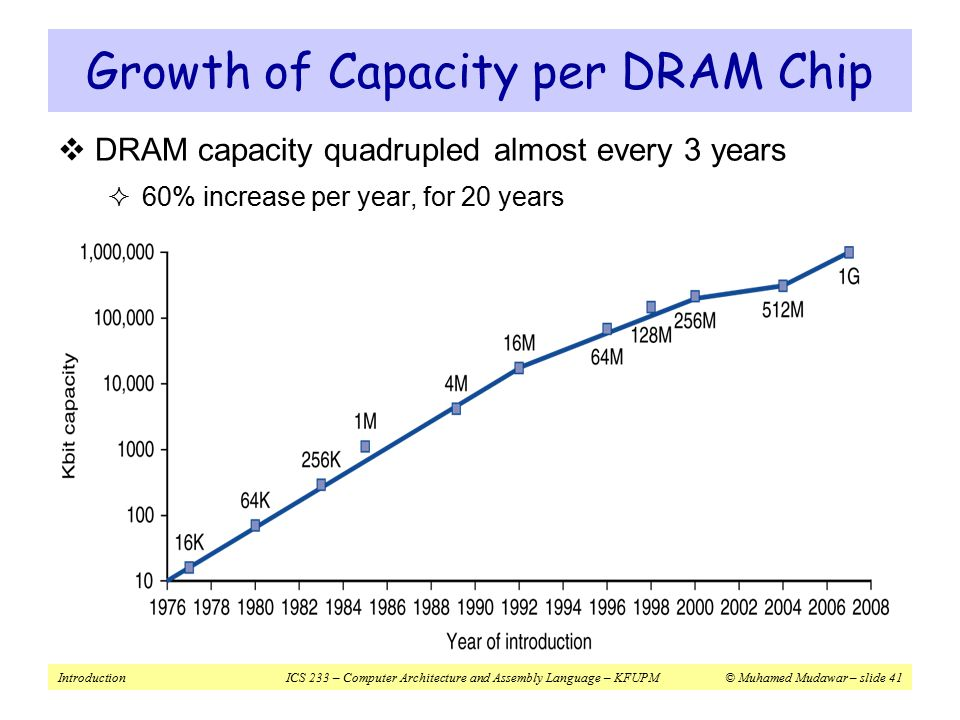 Growth of Capacity per DRAM Chip
❖ DRAM capacity quadrupled almost every 3 years
✧ 60% increase per year, for 20 years
1,000,000
100,000
10,000
1000
100
10
Kbit capacity
16K
64K
256K
1M
4M
16M
64M
128M
256M
512M
1G
1976 1978 1980 1982 1984 1986 1988 1990 1992 1994 1996 1998 2000 2002 2004 2006 2008
Year of introduction
Introduction ICS 233 – Computer Architecture and Assembly Language – KFUPM © Muhamed Mudawar – slide 41